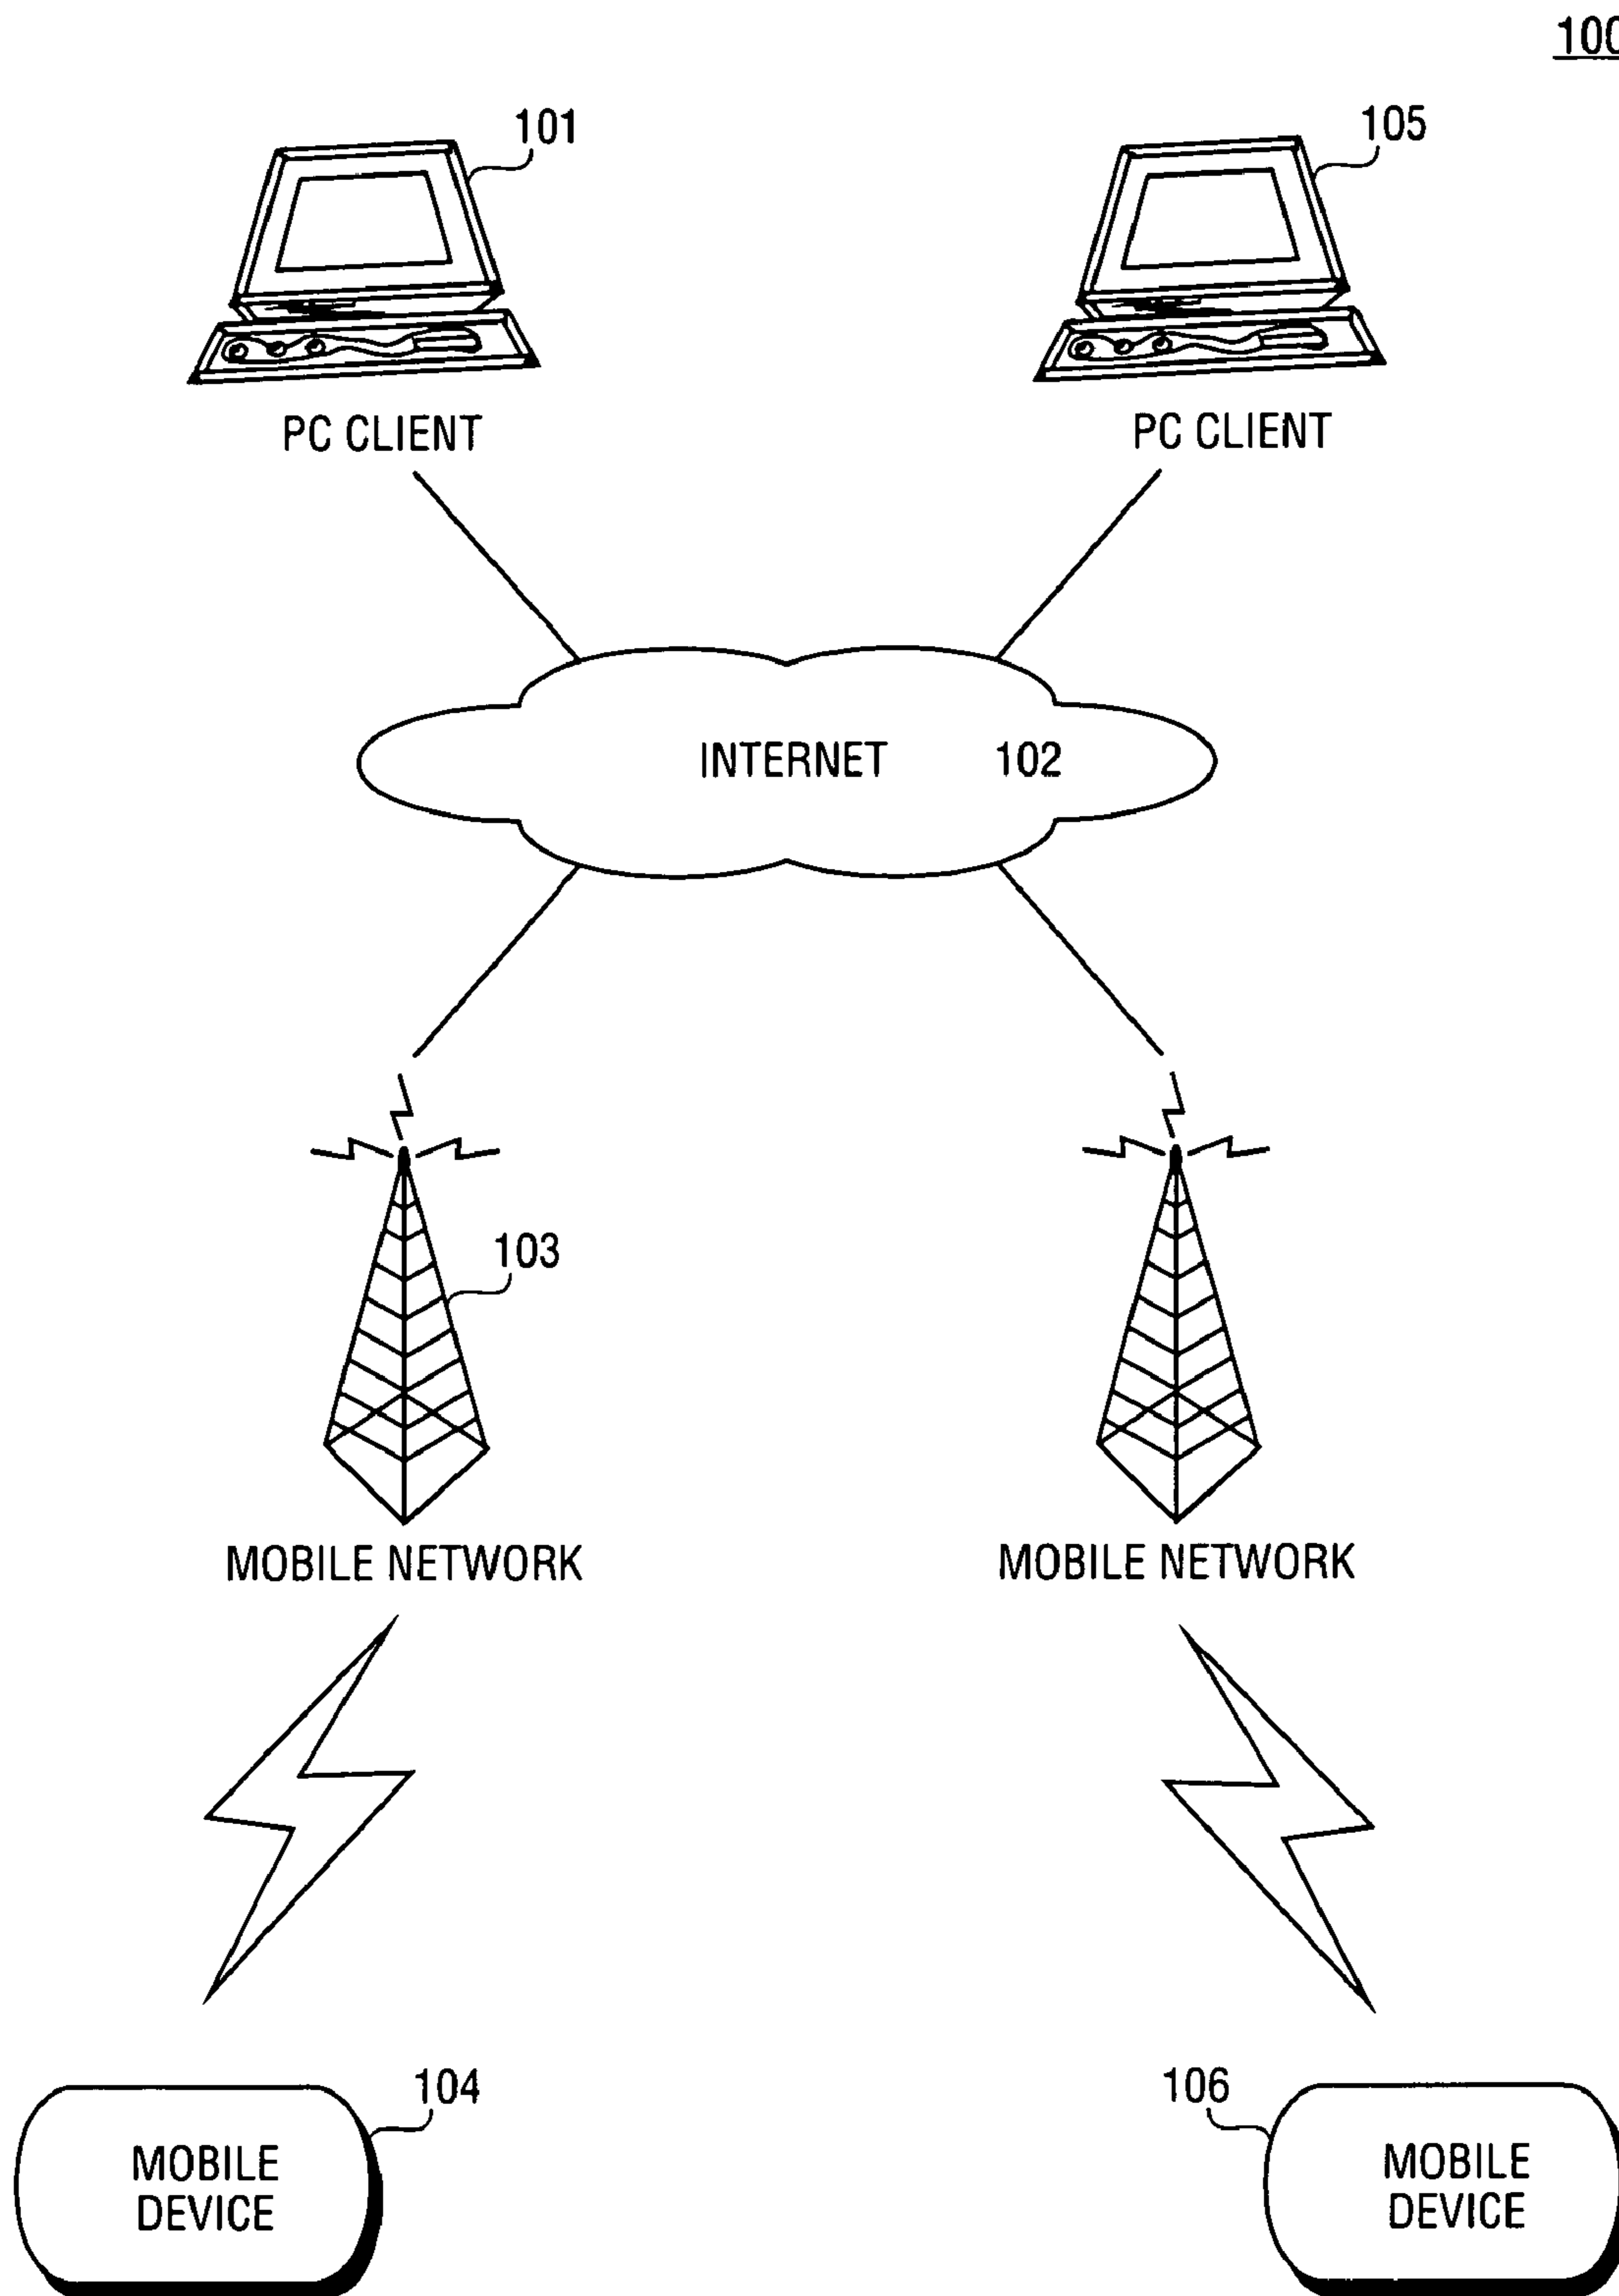 100
101
105
PC CLIENT
PC CLIENT
INTERNET 102
103
MOBILE NETWORK
MOBILE NETWORK
104
106
MOBILE
DEVICE
MOBILE
DEVICE